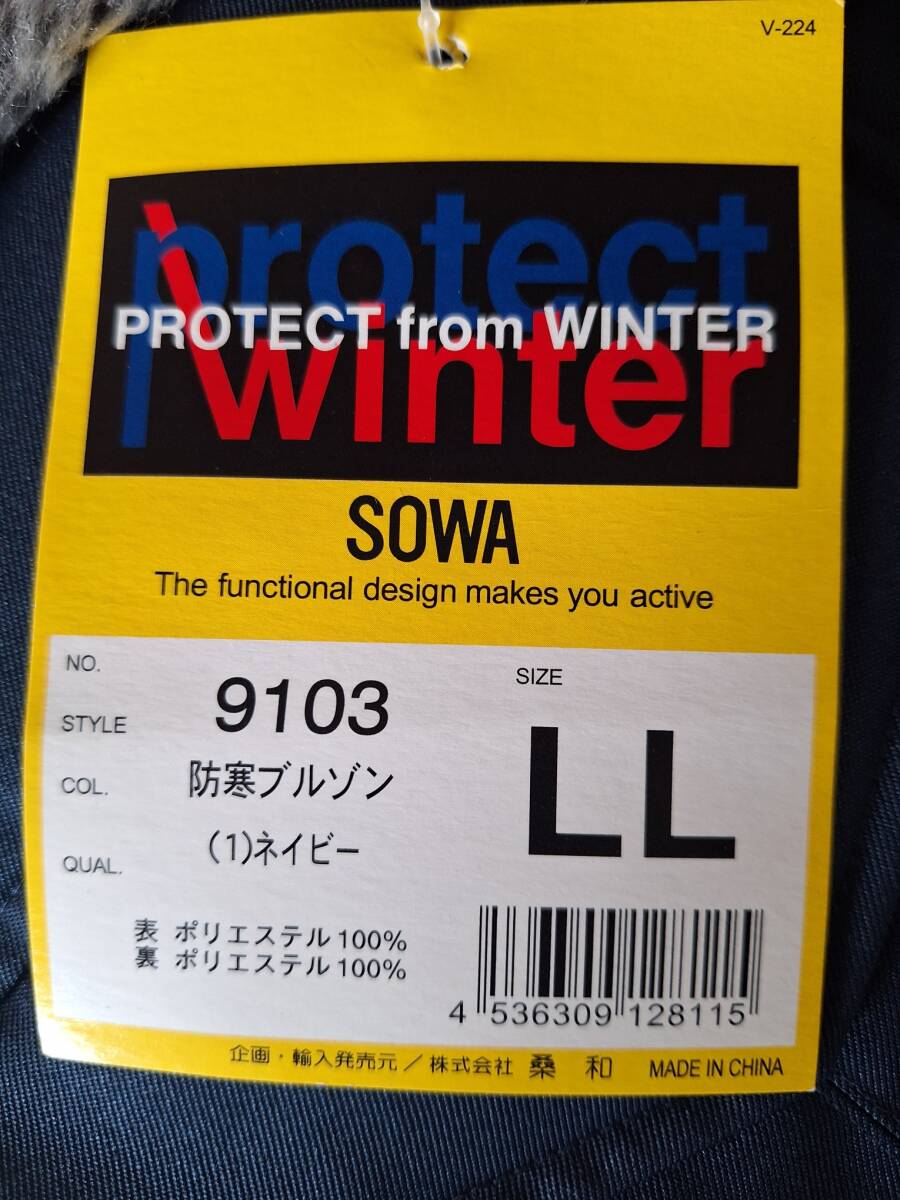 V-224
protect
PROTECT from WINTER
winter
SOWA
The functional design makes you active
NO. 9103
SIZE
LL
STYLE
COL. 防寒ブルゾン
QUAL. (1)ネイビー
表 ポリエステル100%
裏 ポリエステル100%
4 536309 128115
企画・輸入発売元/株式会社 桑 和 MADE IN CHINA